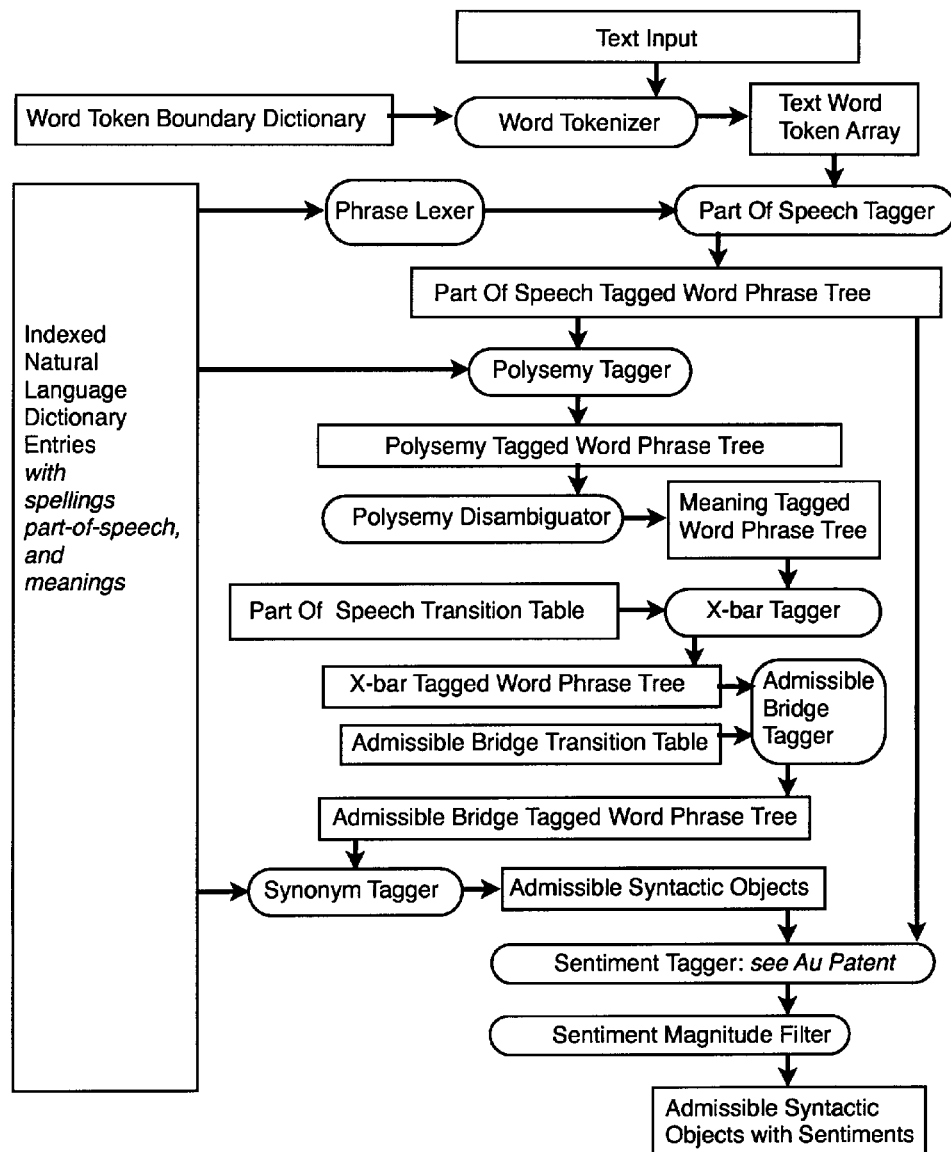 Text Input
Word Token Boundary Dictionary
Word Tokenizer
Text Word
Token Array
Phrase Lexer
Part Of Speech Tagger
Part Of Speech Tagged Word Phrase Tree
Indexed
Natural
Language
Dictionary
Entries
with
spellings
part-of-speech,
and
meanings
Polysemy Tagger
Polysemy Tagged Word Phrase Tree
Polysemy Disambiguator
Meaning Tagged
Word Phrase Tree
Part Of Speech Transition Table
X-bar Tagger
X-bar Tagged Word Phrase Tree
Admissible
Bridge
Tagger
Admissible Bridge Transition Table
Admissible Bridge Tagged Word Phrase Tree
Synonym Tagger
Admissible Syntactic Objects
Sentiment Tagger: see Au Patent
Sentiment Magnitude Filter
Admissible Syntactic
Objects with Sentiments